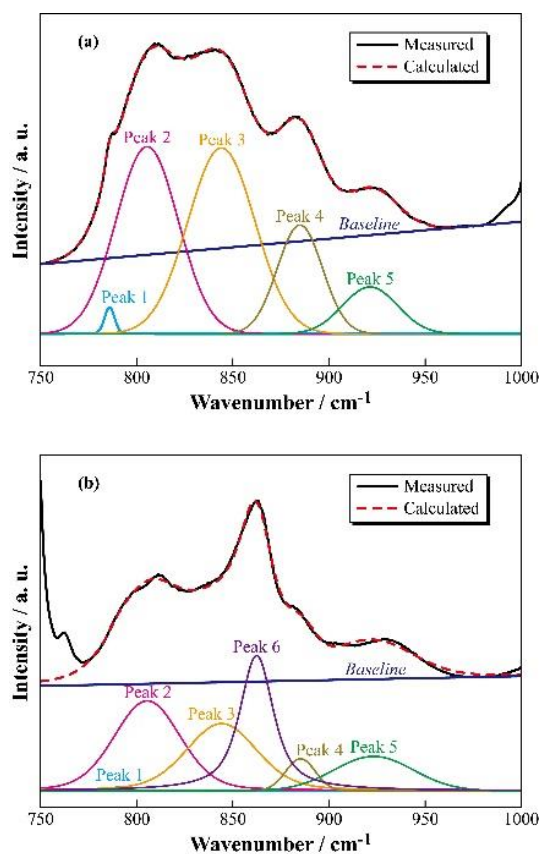 (a)
Measured
Calculated
Peak 2
Peak 3
Peak 4
Baseline
Peak 5
Peak 1
Intensity / a. u.
750 800 850 900 950 1000
Wavenumber / cm-1
(b)
Measured
Calculated
Peak 6
Baseline
Peak 2
Peak 3
Peak 4
Peak 5
Peak 1
Intensity / a. u.
750 800 850 900 950 1000
Wavenumber / cm-1